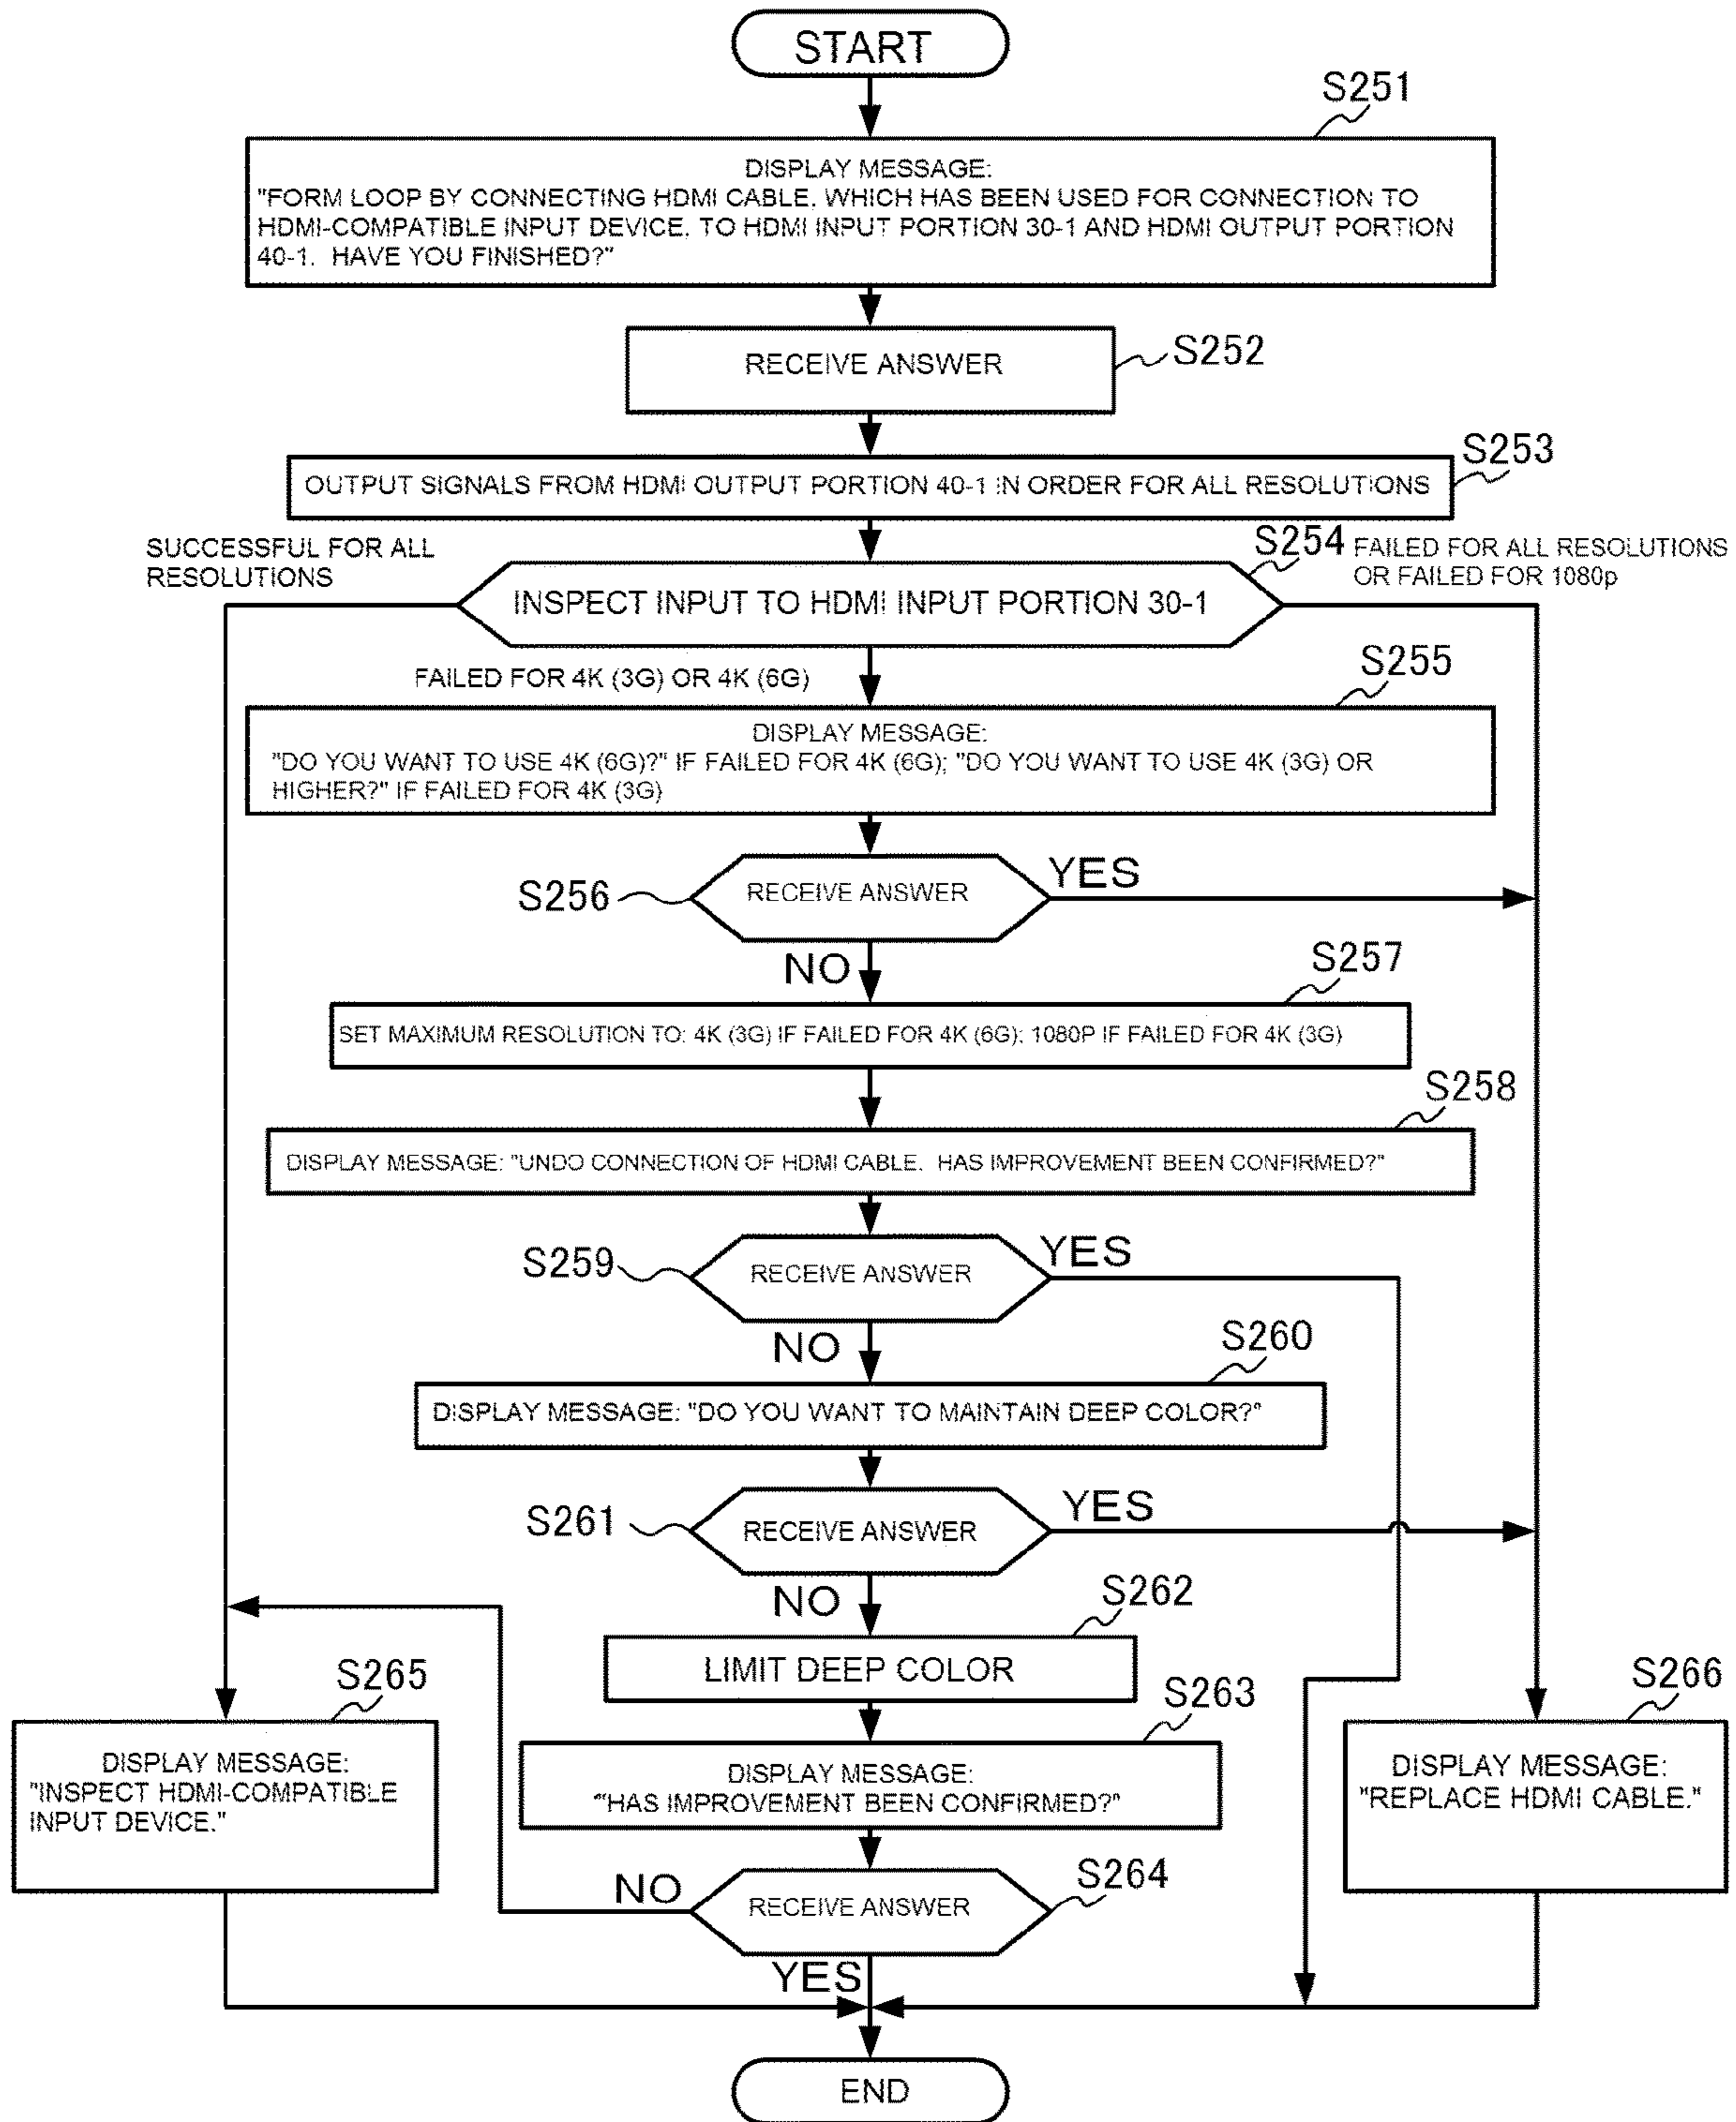 START
S251
DISPLAY MESSAGE:
"FORM LOOP BY CONNECTING HDMI CABLE. WHICH HAS BEEN USED FOR CONNECTION TO
HDMI-COMPATIBLE INPUT DEVICE. TO HDMI INPUT PORTION 30-1 AND HDMI OUTPUT PORTION
40-1. HAVE YOU FINISHED?"
RECEIVE ANSWER
S252
S253
OUTPUT SIGNALS FROM HDMI OUTPUT PORTION 40-1 IN ORDER FOR ALL RESOLUTIONS
SUCCESSFUL FOR ALL
RESOLUTIONS
S254
FAILED FOR ALL RESOLUTIONS
OR FAILED FOR 1080p
INSPECT INPUT TO HDMI INPUT PORTION 30-1
FAILED FOR 4K (3G) OR 4K (6G)
S255
DISPLAY MESSAGE:
"DO YOU WANT TO USE 4K (6G)?" IF FAILED FOR 4K (6G); "DO YOU WANT TO USE 4K (3G) OR
HIGHER?" IF FAILED FOR 4K (3G)
S256
RECEIVE ANSWER
YES
NO
S257
SET MAXIMUM RESOLUTION TO: 4K (3G) IF FAILED FOR 4K (6G); 1080P IF FAILED FOR 4K (3G)
S258
DISPLAY MESSAGE: "UNDO CONNECTION OF HDMI CABLE. HAS IMPROVEMENT BEEN CONFIRMED?"
S259
RECEIVE ANSWER
YES
NO
S260
DISPLAY MESSAGE: "DO YOU WANT TO MAINTAIN DEEP COLOR?"
S261
RECEIVE ANSWER
YES
NO
S262
LIMIT DEEP COLOR
S263
DISPLAY MESSAGE:
""HAS IMPROVEMENT BEEN CONFIRMED?"
S264
RECEIVE ANSWER
NO
YES
S265
DISPLAY MESSAGE:
"INSPECT HDMI-COMPATIBLE
INPUT DEVICE."
S266
DISPLAY MESSAGE:
"REPLACE HDMI CABLE."
END